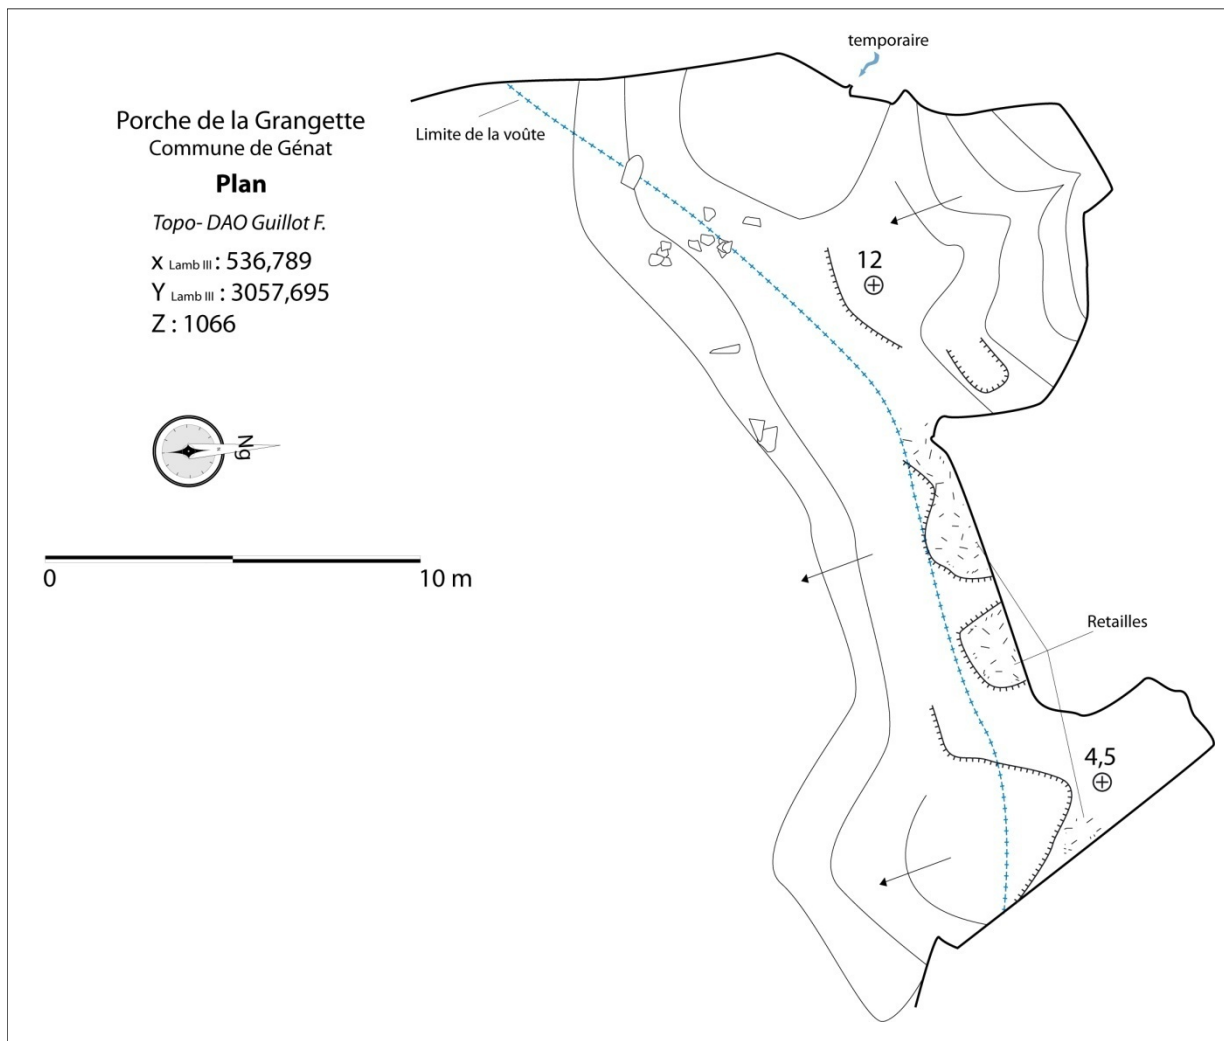 Porche de la Grangette
Commune de Génat
Plan
Topo- DAO Guillot F.
x Lamb III : 536,789
Y Lamb III : 3057,695
Z : 1066
Ng
0
10 m
temporaire
Limite de la voûte
12
Retailles
4,5